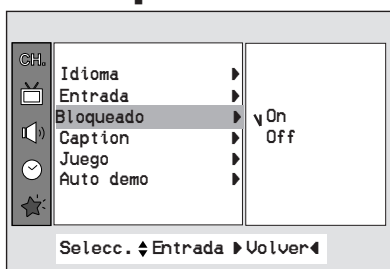 CH.
Idioma
Entrada
Bloqueado
Caption
Juego
Auto demo
On
Off
Selecc. Entrada Volver